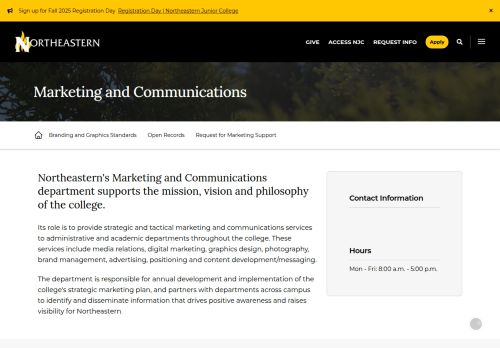 Sign up for Fall 2025 Registration Day Registration Day | Northeastern Junior College ×
NORTHEASTERN GIVE ACCESS NJC REQUEST INFO Apply
Marketing and Communications
Branding and Graphics Standards Open Records Request for Marketing Support
Northeastern's Marketing and Communications
department supports the mission, vision and philosophy
of the college.
Its role is to provide strategic and tactical marketing and communications services
to administrative and academic departments throughout the college. These
services include media relations, digital marketing, graphics design, photography,
brand management, advertising, positioning and content development/messaging.
The department is responsible for annual development and implementation of the
college's strategic marketing plan, and partners with departments across campus
to identify and disseminate information that drives positive awareness and raises
visibility for Northeastern.
Contact Information
Hours
Mon - Fri: 8:00 a.m. - 5:00 p.m.